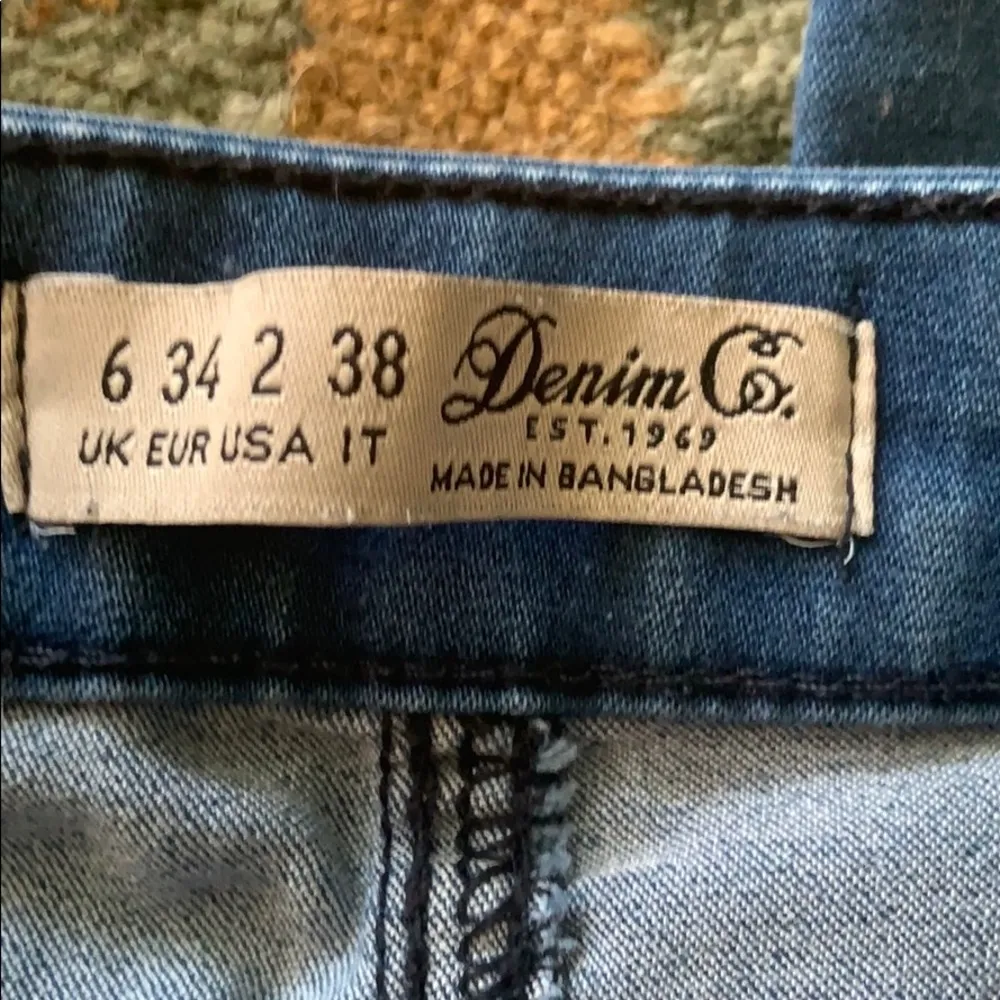 6 34 2 38
UK EUR USA IT
Denim Co.
EST. 1969
MADE IN BANGLADESH